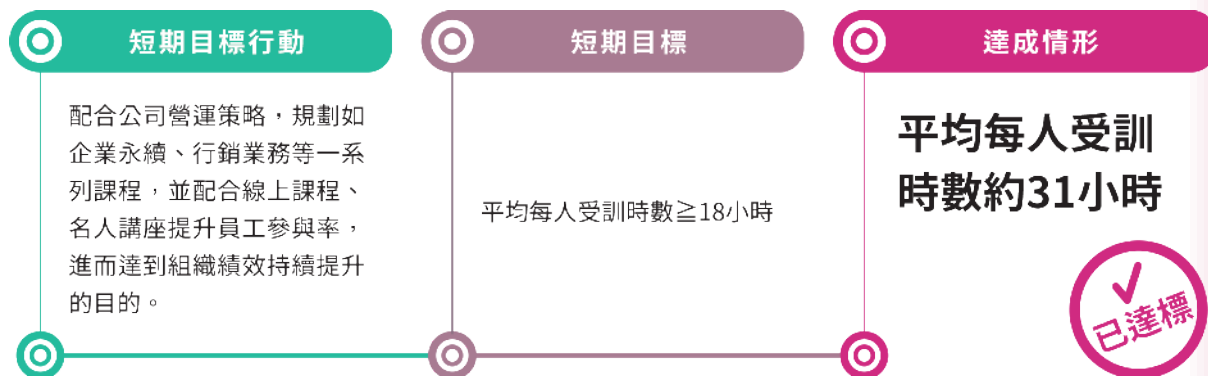 短期目標行動
配合公司營運策略，規劃如
企業永續、行銷業務等一系
列課程，並配合線上課程、
名人講座提升員工參與率，
進而達到組織績效持續提升
的目的。
短期目標
平均每人受訓時數≧18小時
達成情形
平均每人受訓
時數約31小時
已達標